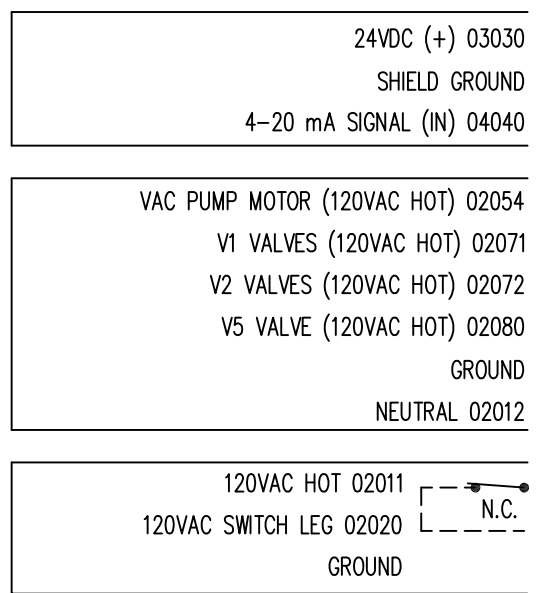 24VDC (+) 03030
SHIELD GROUND
4-20 mA SIGNAL (IN) 04040
VAC PUMP MOTOR (120VAC HOT) 02054
V1 VALVES (120VAC HOT) 02071
V2 VALVES (120VAC HOT) 02072
V5 VALVE (120VAC HOT) 02080
GROUND
NEUTRAL 02012
120VAC HOT 02011
N.C.
120VAC SWITCH LEG 02020
GROUND